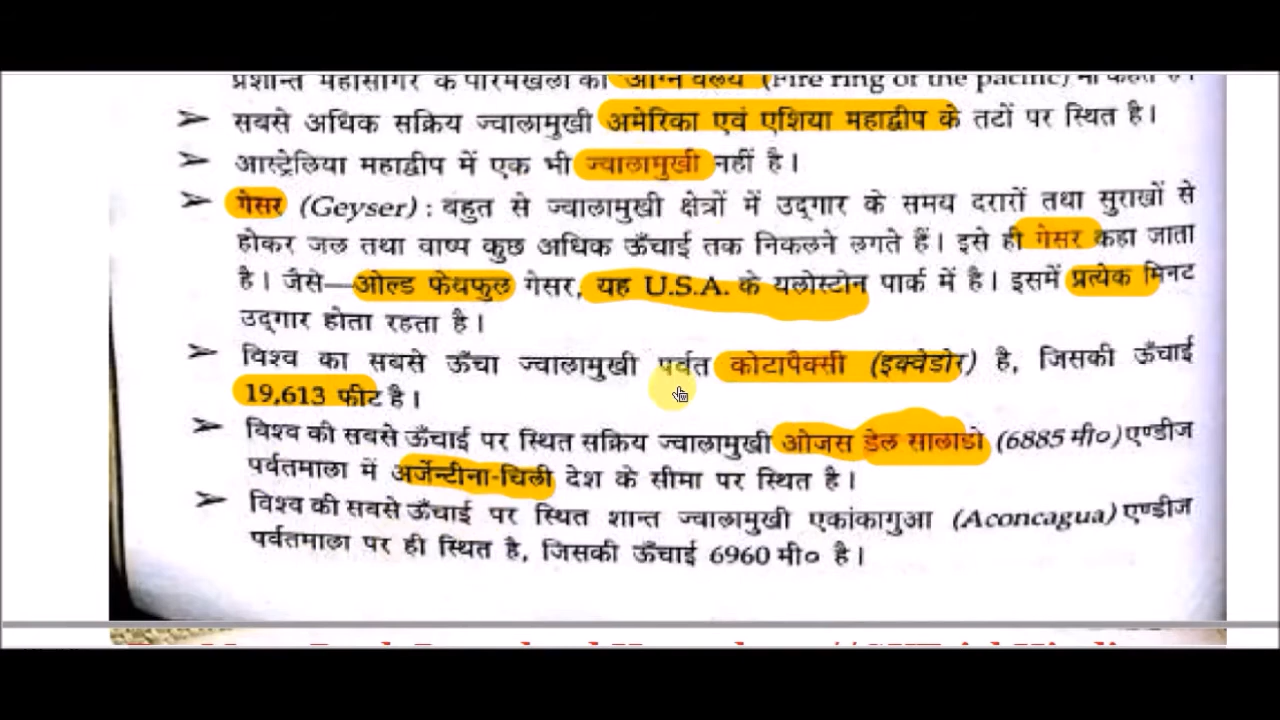 प्रशान्त महासागर के परिमेखला को 'अग्नि वलय (Fire ring of the pacific) भी कहते हैं।
➢ सबसे अधिक सक्रिय ज्वालामुखी अमेरिका एवं एशिया महाद्वीप के तटों पर स्थित है।
➢ आस्ट्रेलिया महाद्वीप में एक भी ज्वालामुखी नहीं है।
➢ गेसर (Geyser) : बहुत से ज्वालामुखी क्षेत्रों में उद्‌गार के समय दरारों तथा सुराखों से
होकर जल तथा वाष्प कुछ अधिक ऊँचाई तक निकलने लगते हैं। इसे ही गेसर कहा जाता
है। जैसे—ओल्ड फेथफुल गेसर, यह U.S.A. के यलोस्टोन पार्क में है। इसमें प्रत्येक मिनट
उद्‌गार होता रहता है।
➢ विश्व का सबसे ऊँचा ज्वालामुखी पर्वत कोटापैक्सी (इक्वेडोर) है, जिसकी ऊँचाई
19,613 फीट है।
➢ विश्व की सबसे ऊँचाई पर स्थित सक्रिय ज्वालामुखी ओजस डेल सालाडो (6885 मी०) एण्डीज
पर्वतमाला में अर्जेन्टीना-चिली देश के सीमा पर स्थित है।
➢ विश्व की सबसे ऊँचाई पर स्थित शान्त ज्वालामुखी एकांकागुआ (Aconcagua) एण्डीज
पर्वतमाला पर ही स्थित है, जिसकी ऊँचाई 6960 मी० है।